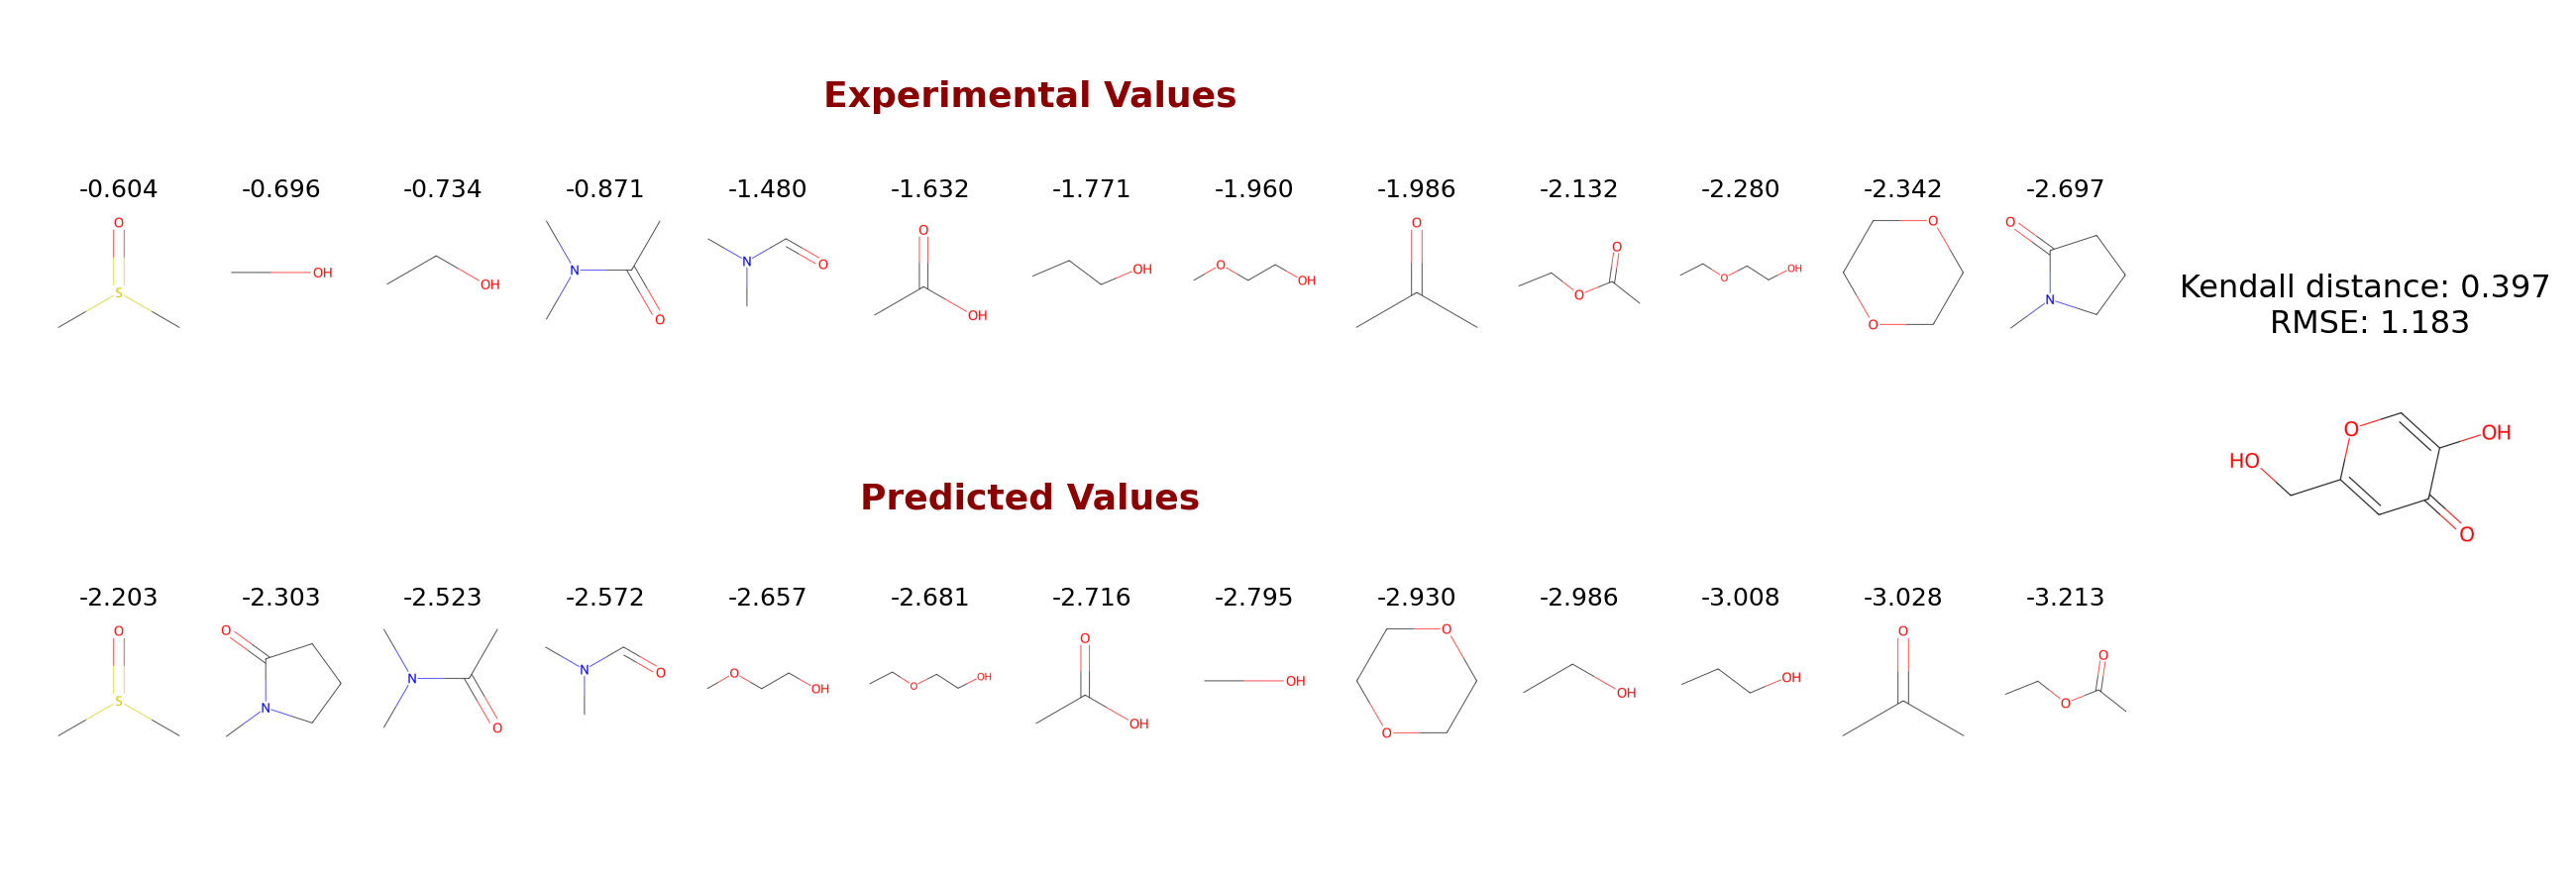 Experimental Values
-0.604 -0.696 -0.734 -0.871 -1.480 -1.632 -1.771 -1.960 -1.986 -2.132 -2.280 -2.342 -2.697
O S
OH
OH
N O
N O
O OH
OH
O OH
O
O O
O OH
O O
O N
Kendall distance: 0.397
RMSE: 1.183
O OH HO O
Predicted Values
-2.203 -2.303 -2.523 -2.572 -2.657 -2.681 -2.716 -2.795 -2.930 -2.986 -3.008 -3.028 -3.213
O S
O N
N O
N O
O OH
O OH
O OH
OH
O O
OH
OH
O
O O